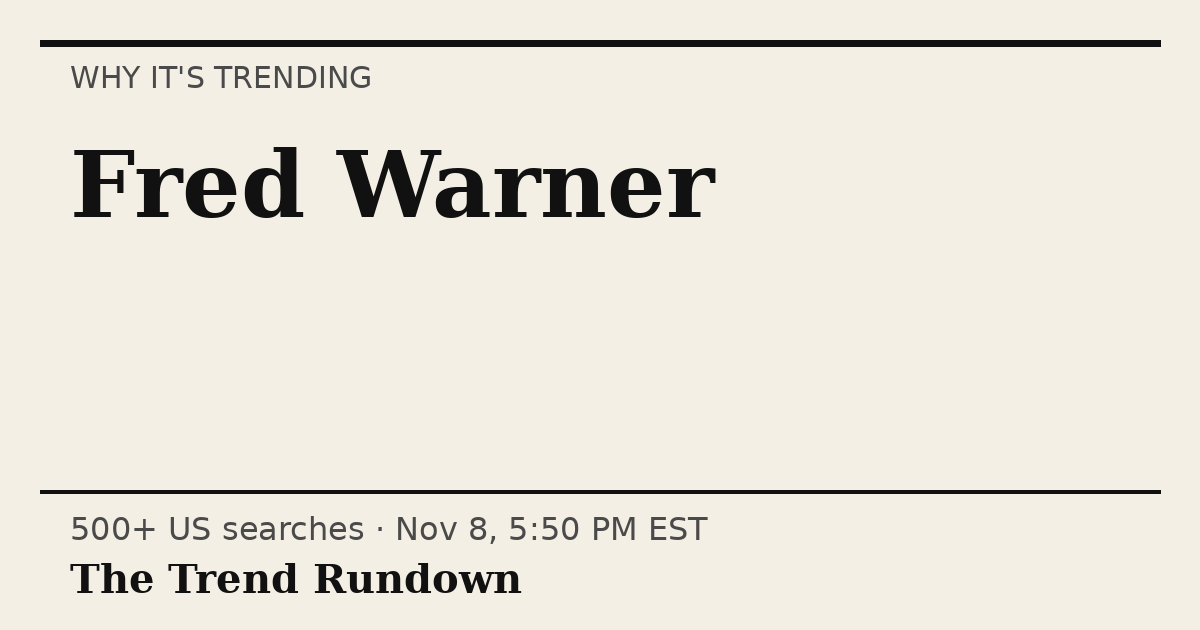 WHY IT'S TRENDING
Fred Warner
500+ US searches · Nov 8, 5:50 PM EST
The Trend Rundown